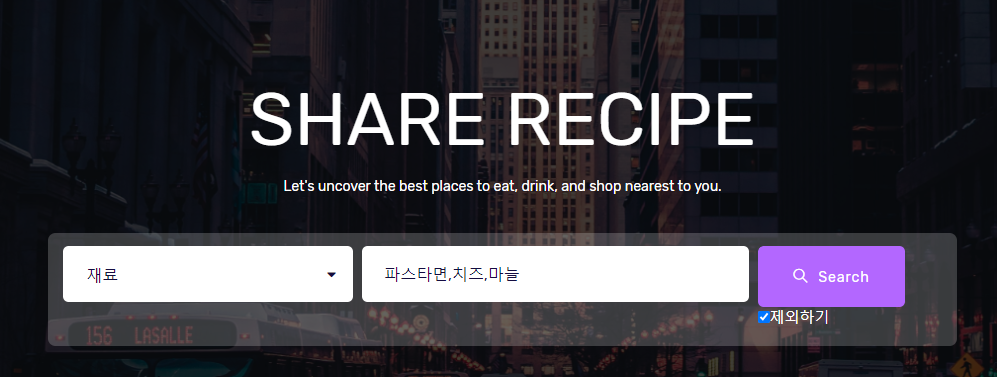 SHARE RECIPE
Let's uncover the best places to eat, drink, and shop nearest to you.
재료
파스타면,치즈,마늘
Search
제외하기
156 LASALLE